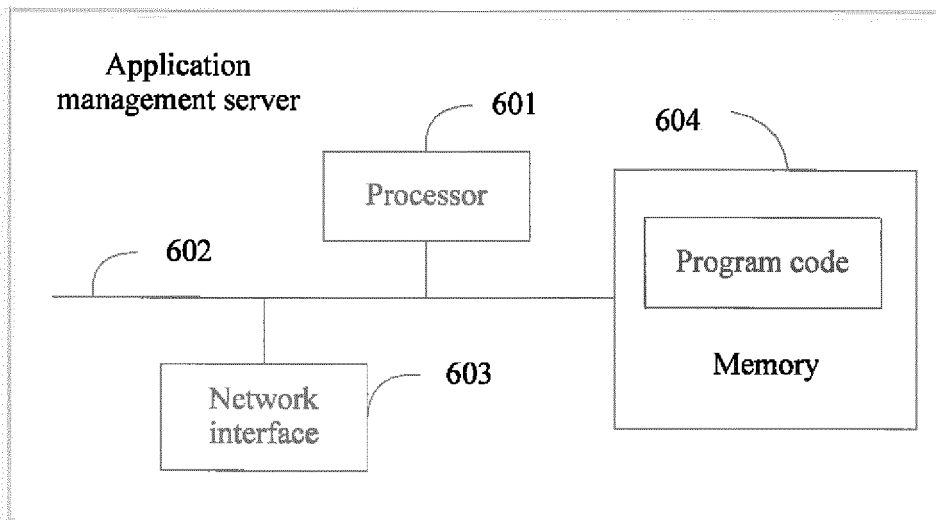 Application
management server
601
604
Processor
602
Program code
603
Memory
Network
interface